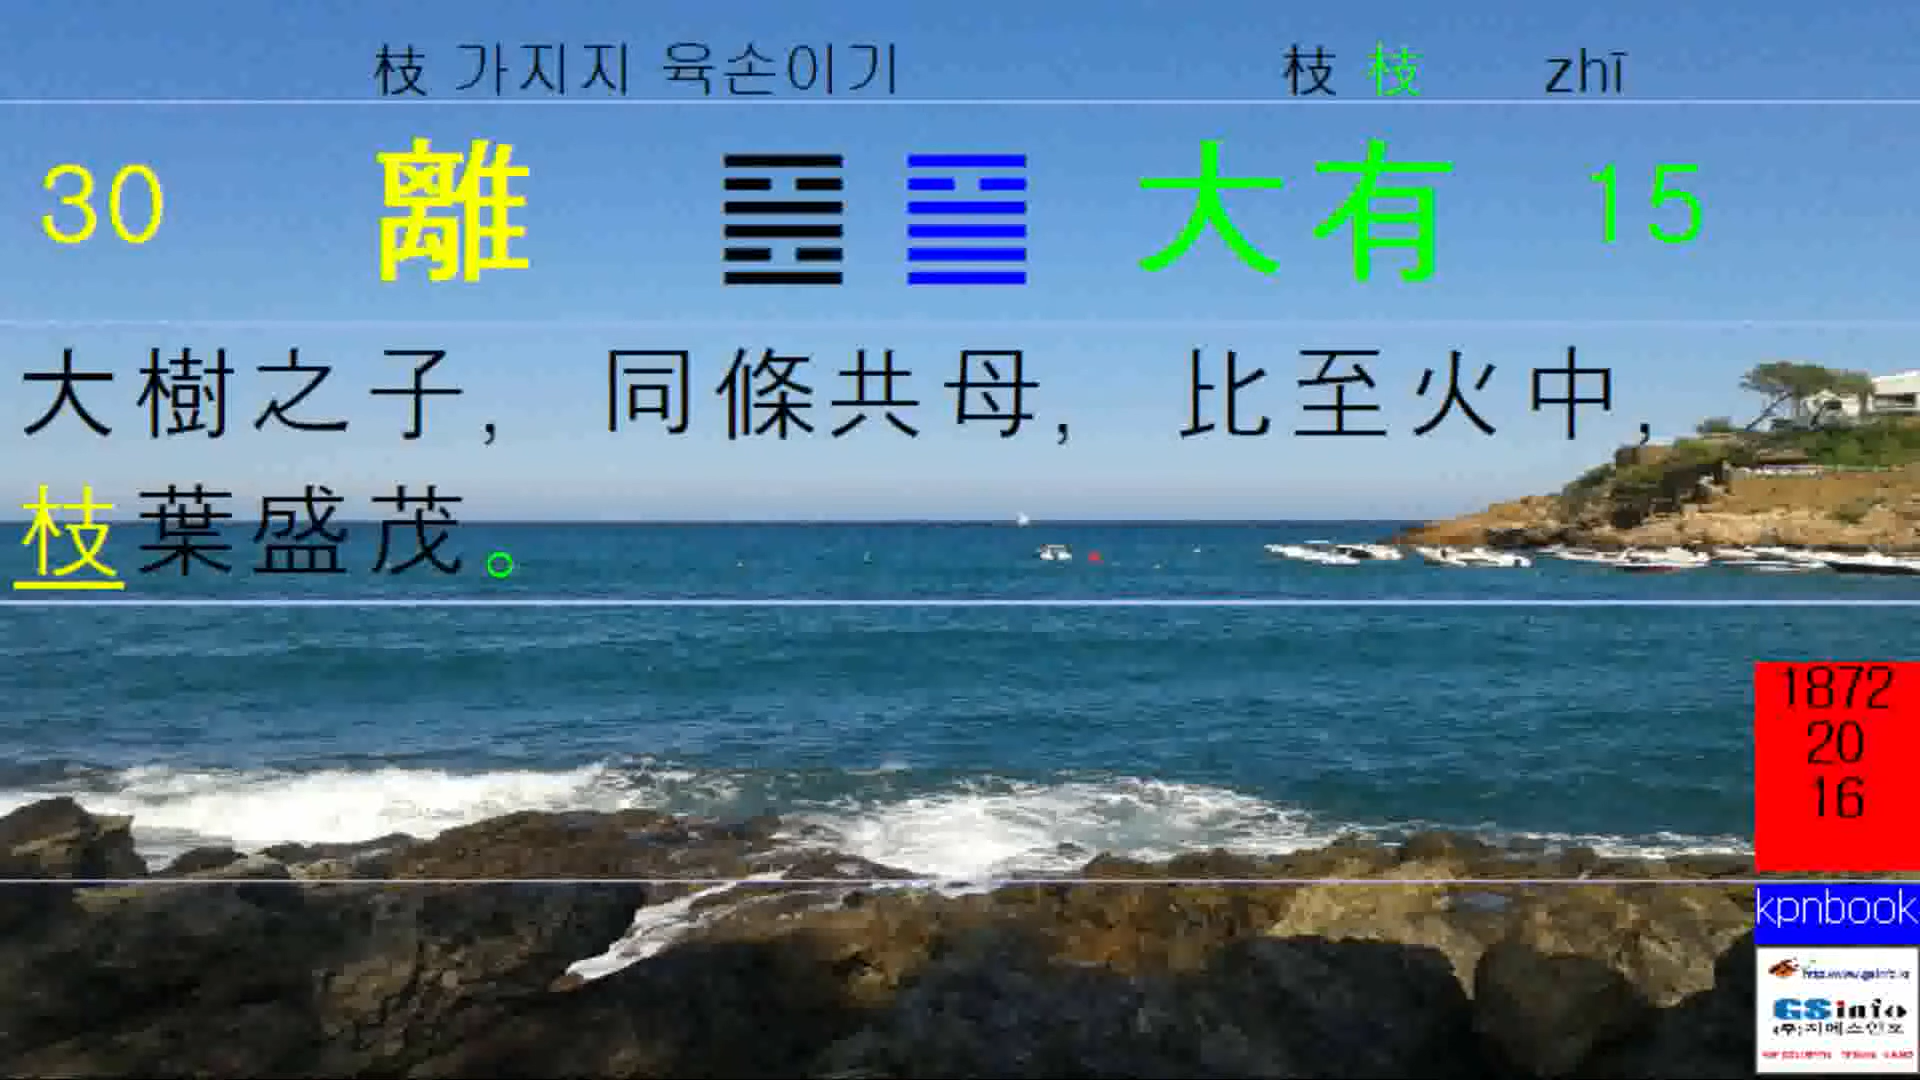 枝 가지지 육손이기 枝 枝 zhī
30 離 大有 15
大樹之子, 同條共母, 比至火中,
枝葉盛茂。
1872
20
16
kpnbook
GSinfo
(주)지에스인포